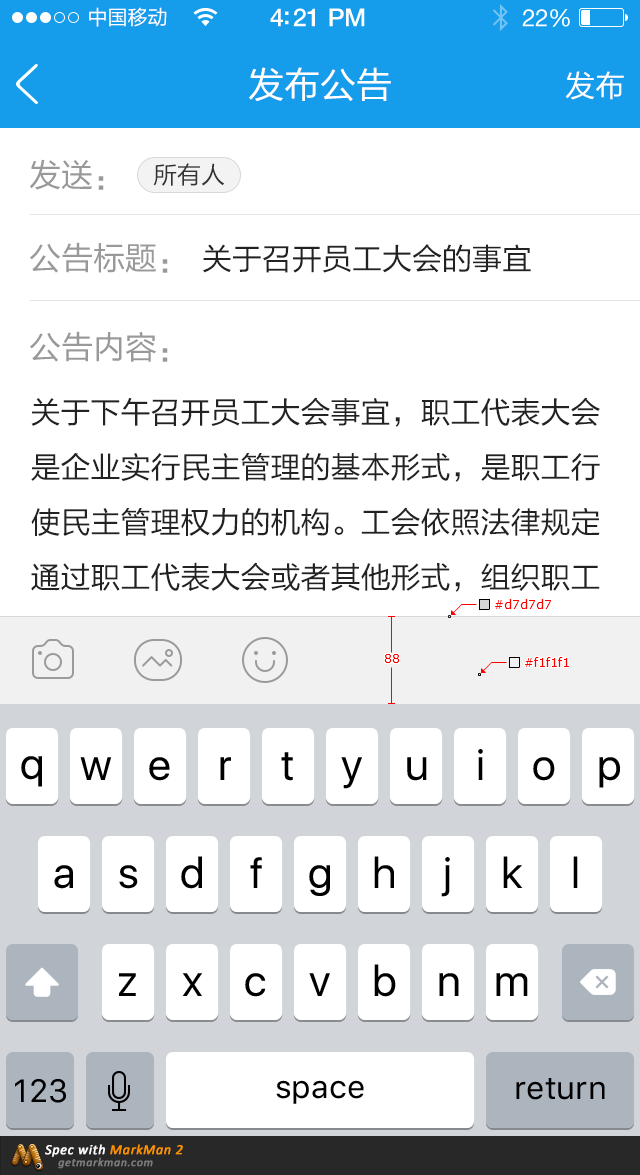 中国移动 4:21 PM 22%
发布公告 发布
发送： 所有人
公告标题： 关于召开员工大会的事宜
公告内容：
关于下午召开员工大会事宜，职工代表大会
是企业实行民主管理的基本形式，是职工行
使民主管理权力的机构。工会依照法律规定
通过职工代表大会或者其他形式，组织职工
#d7d7d7
88 #f1f1f1
q w e r t y u i o p
a s d f g h j k l
z x c v b n m
123 space return
Spec with MarkMan 2
getmarkman.com